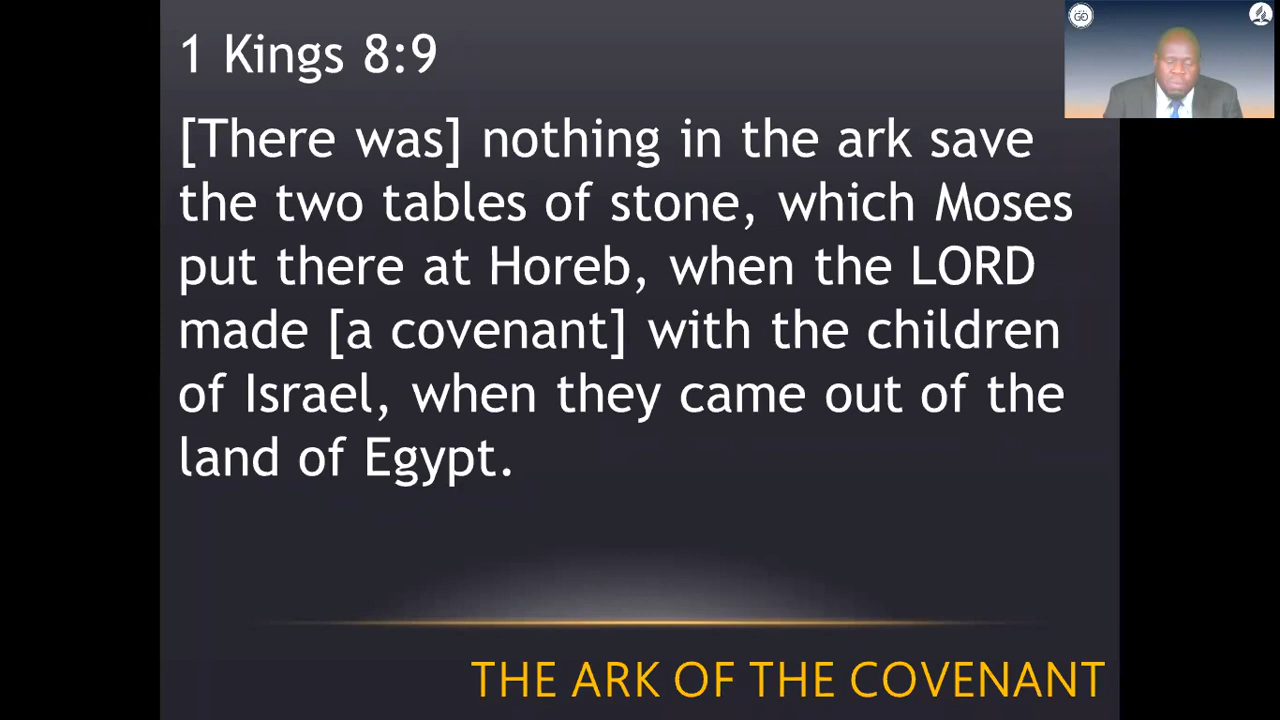 1 Kings 8:9
[There was] nothing in the ark save
the two tables of stone, which Moses
put there at Horeb, when the LORD
made [a covenant] with the children
of Israel, when they came out of the
land of Egypt.
THE ARK OF THE COVENANT
GO